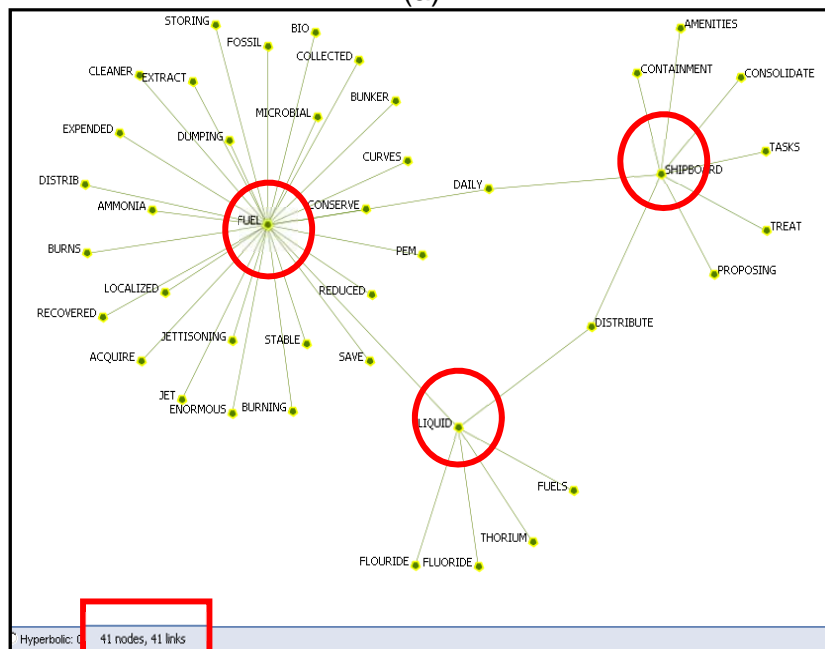 (a)
STORING
BIO
AMENITIES
FOSSIL
COLLECTED
CLEANER
EXTRACT
CONTAINMENT
CONSOLIDATE
BUNKER
MICROBIAL
EXPENDED
DUMPING
TASKS
CURVES
SHIPBOARD
DISTRIB
DAILY
AMMONIA
CONSERVE
FUEL
TREAT
BURNS
PEM
PROPOSING
LOCALIZED
REDUCED
RECOVERED
DISTRIBUTE
JETTISONING
STABLE
ACQUIRE
SAVE
JET
ENORMOUS
BURNING
LIQUID
FUELS
THORIUM
FLOURIDE
FLUORIDE
Hyperbolic: 41 nodes, 41 links